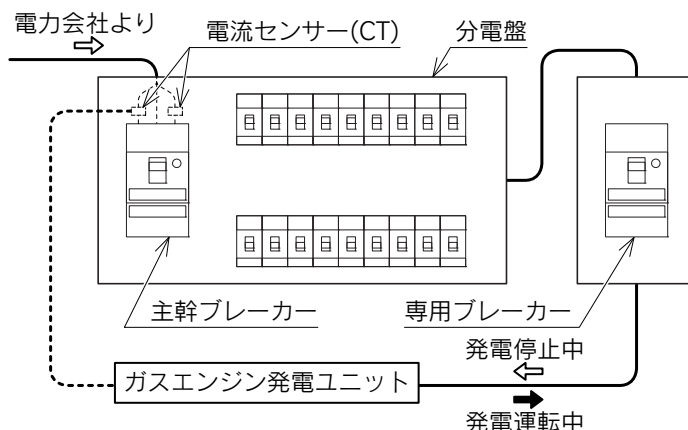 電力会社より
電流センサー(CT)
分電盤
主幹ブレーカー
専用ブレーカー
発電停止中
ガスエンジン発電ユニット
発電運転中